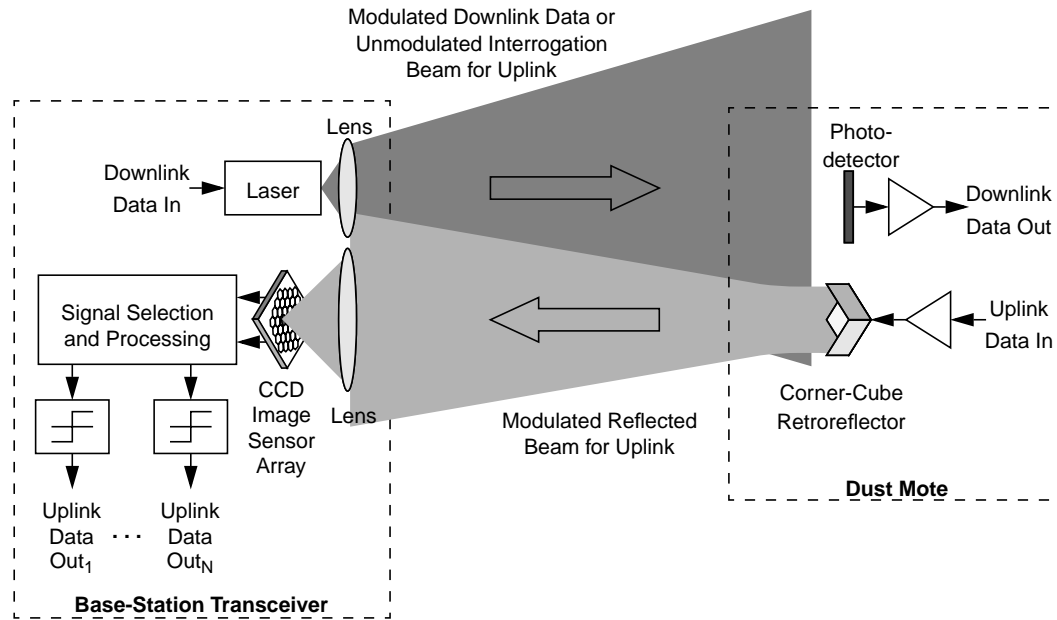 Modulated Downlink Data or
Unmodulated Interrogation
Beam for Uplink
Lens
Photo-
detector
Downlink
Data In
Laser
Downlink
Data Out
Signal Selection
and Processing
Uplink
Data In
CCD
Image
Sensor
Array
Lens
Modulated Reflected
Beam for Uplink
Corner-Cube
Retroreflector
Dust Mote
Uplink
Data
Out1
· · ·
Uplink
Data
OutN
Base-Station Transceiver